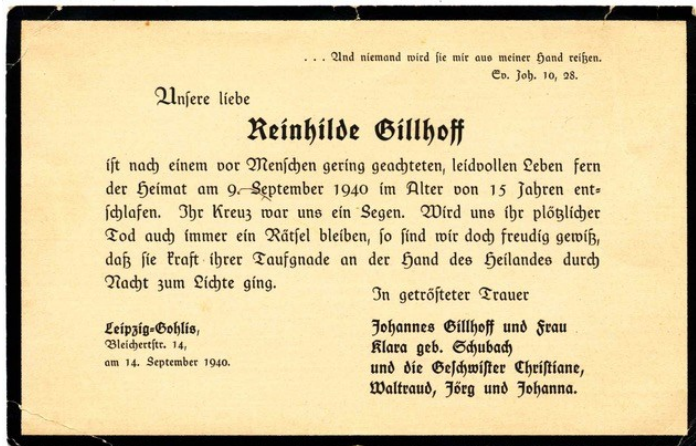 . . . Und niemand wird sie mir aus meiner Hand reißen.
Ev. Joh. 10, 28.
Unsere liebe
Reinhilde Gillhoff
ist nach einem vor Menschen gering geachteten, leidvollen Leben fern
der Heimat am 9. September 1940 im Alter von 15 Jahren ent-
schlafen. Ihr Kreuz war uns ein Segen. Wird uns ihr plötzlicher
Tod auch immer ein Rätsel bleiben, so sind wir doch freudig gewiß,
daß sie kraft ihrer Taufgnade an der Hand des Heilandes durch
Nacht zum Lichte ging.
In getrösteter Trauer
Leipzig-Gohlis,
Bleichertstr. 14,
am 14. September 1940.
Johannes Gillhoff und Frau
Klara geb. Schubach
und die Geschwister Christiane,
Waltraud, Jörg und Johanna.